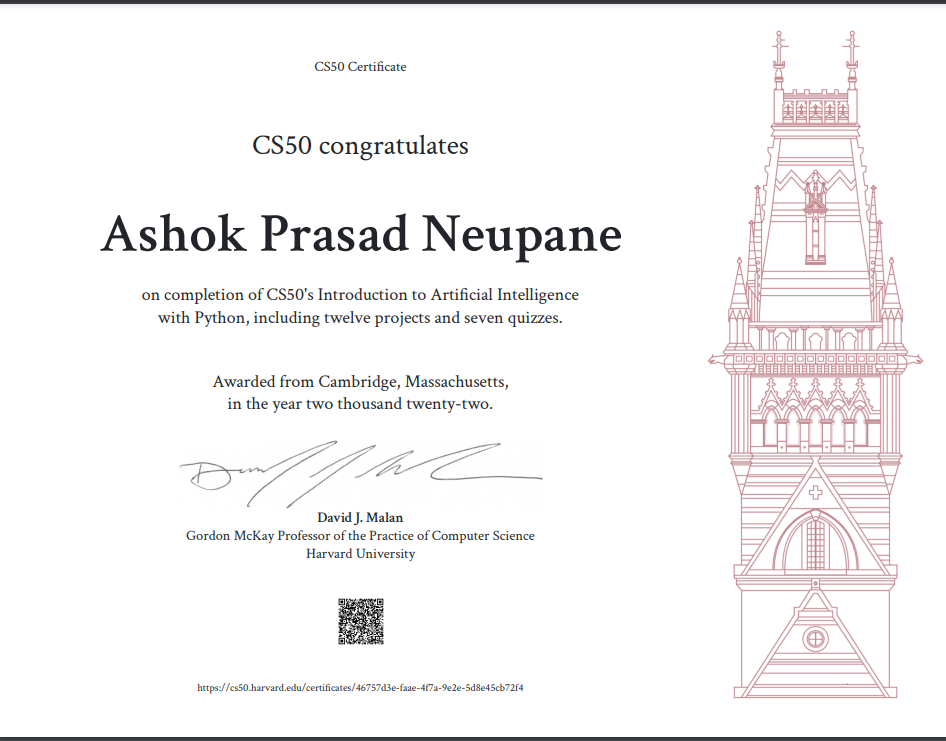 CS50 Certificate
CS50 congratulates
Ashok Prasad Neupane
on completion of CS50's Introduction to Artificial Intelligence
with Python, including twelve projects and seven quizzes.
Awarded from Cambridge, Massachusetts,
in the year two thousand twenty-two.
David J. Malan
Gordon McKay Professor of the Practice of Computer Science
Harvard University
https://cs50.harvard.edu/certificates/46757d3e-faae-4f7a-9e2e-5d8e45cb72f4